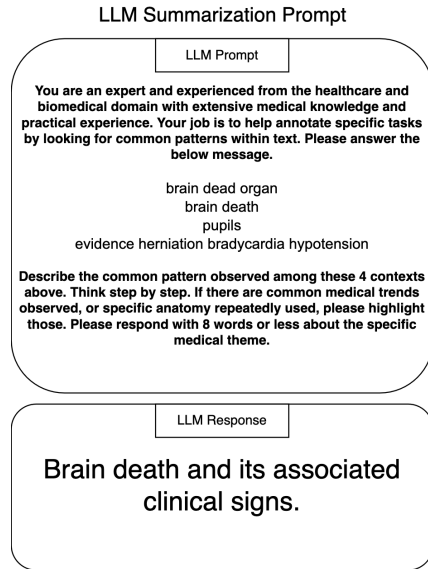 LLM Summarization Prompt
LLM Prompt
You are an expert and experienced from the healthcare and
biomedical domain with extensive medical knowledge and
practical experience. Your job is to help annotate specific tasks
by looking for common patterns within text. Please answer the
below message.
brain dead organ
brain death
pupils
evidence herniation bradycardia hypotension
Describe the common pattern observed among these 4 contexts
above. Think step by step. If there are common medical trends
observed, or specific anatomy repeatedly used, please highlight
those. Please respond with 8 words or less about the specific
medical theme.
LLM Response
Brain death and its associated
clinical signs.